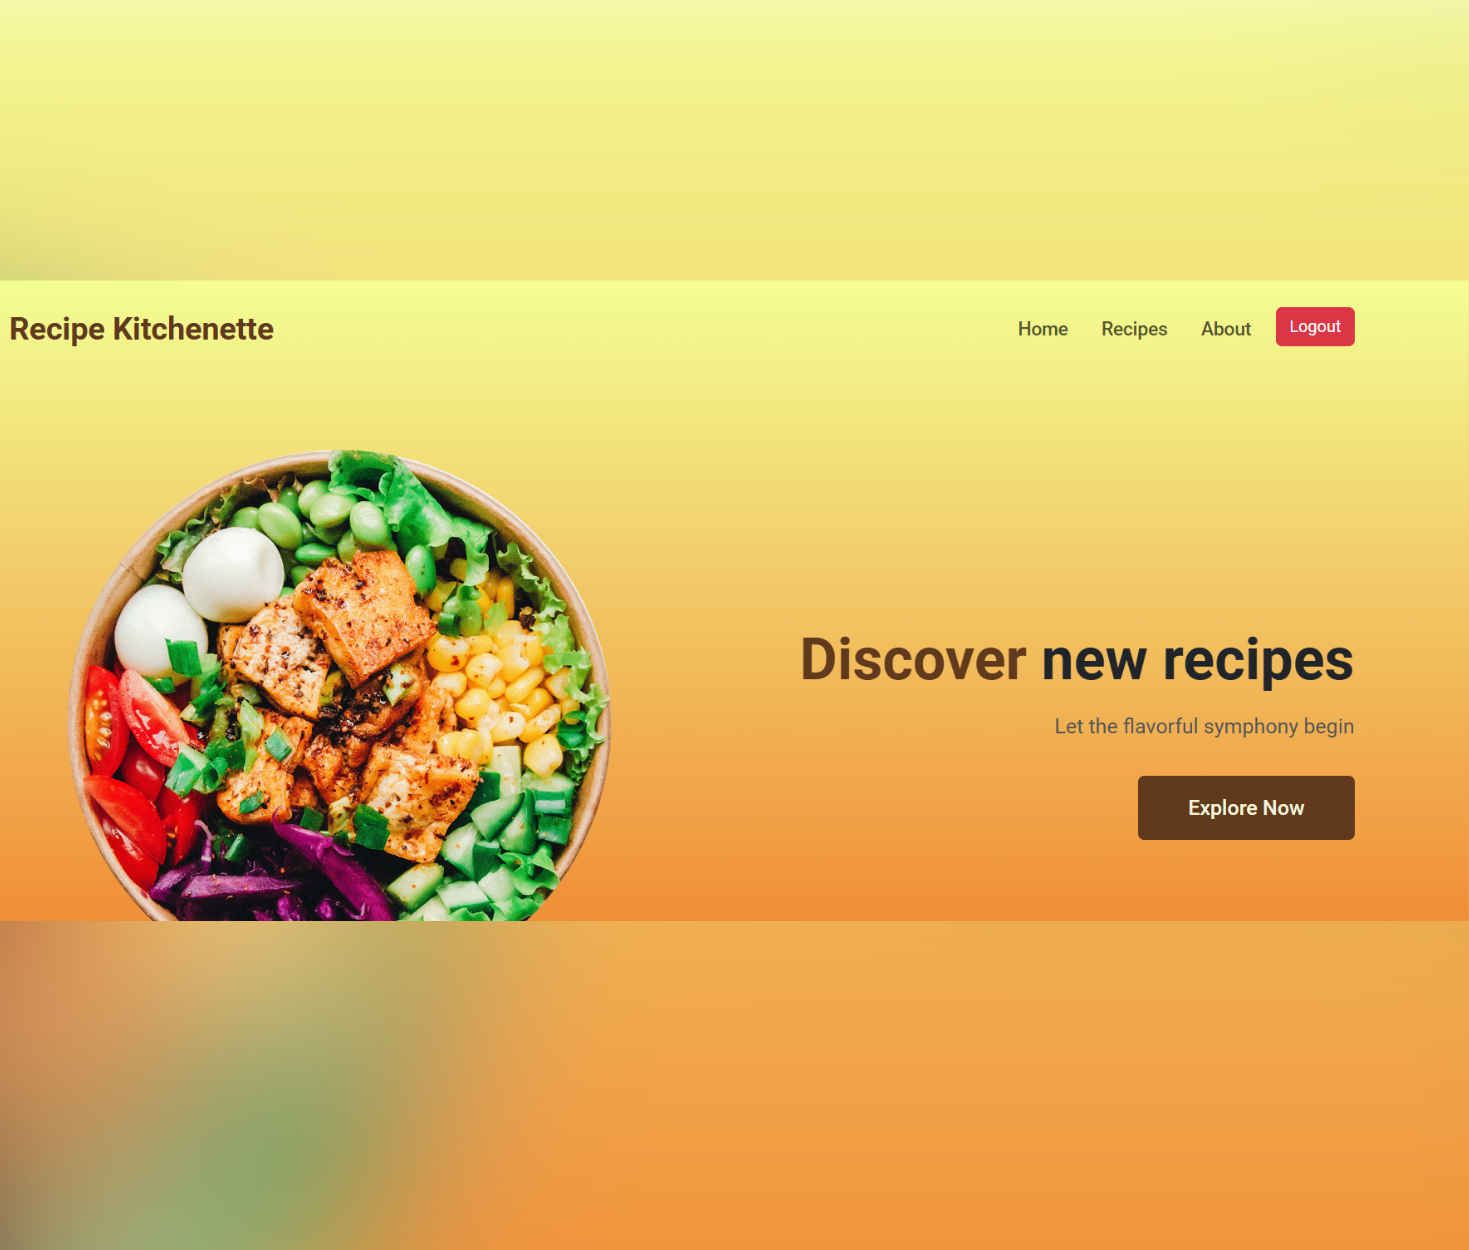 Recipe Kitchenette
Home Recipes About Logout
Discover new recipes
Let the flavorful symphony begin
Explore Now